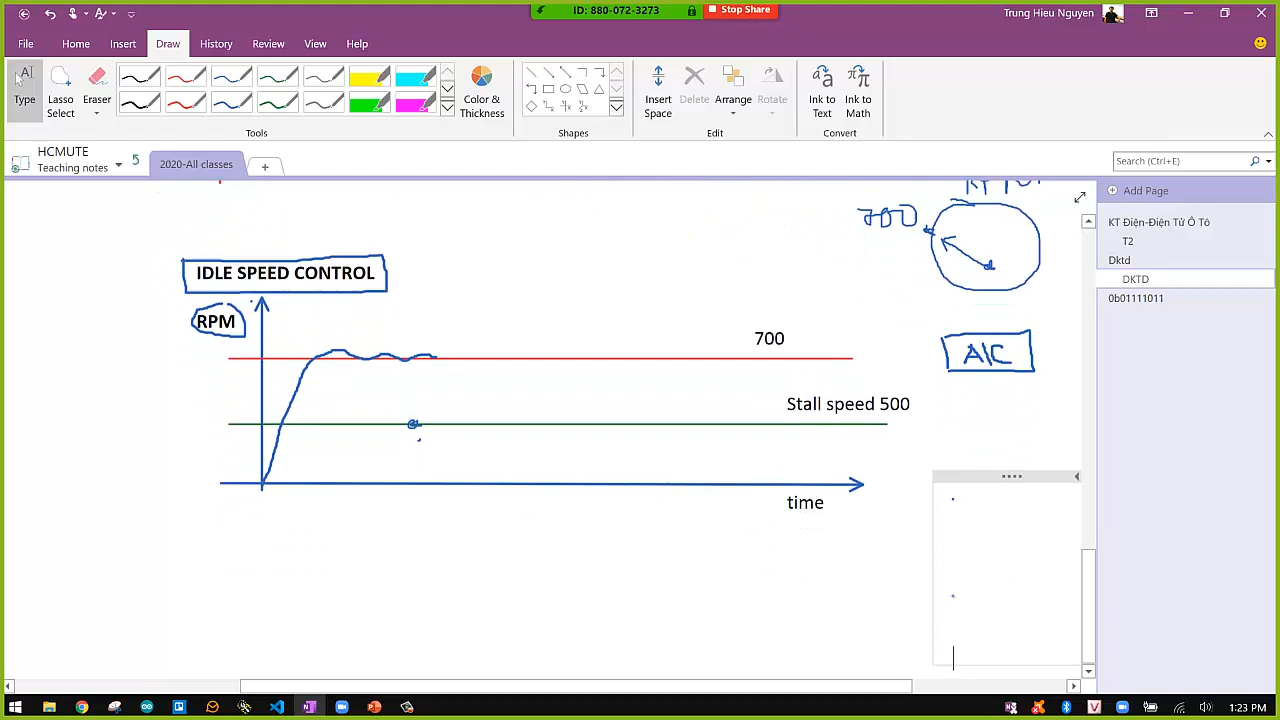 ID: 880-072-3273
Stop Share
Trung Hieu Nguyen
File
Home
Insert
Draw
History
Review
View
Help
Type
Lasso
Select
Eraser
Color &
Thickness
Insert
Space
Delete
Arrange
Rotate
Ink to
Text
Ink to
Math
Tools
Shapes
Edit
Convert
HCMUTE
Teaching notes
5
2020-All classes
Search (Ctrl+E)
Add Page
KT Điện-Điện Tử Ô Tô
T2
Dktd
DKTD
0b01111011
700
IDLE SPEED CONTROL
RPM
700
A/C
Stall speed 500
time
1:23 PM